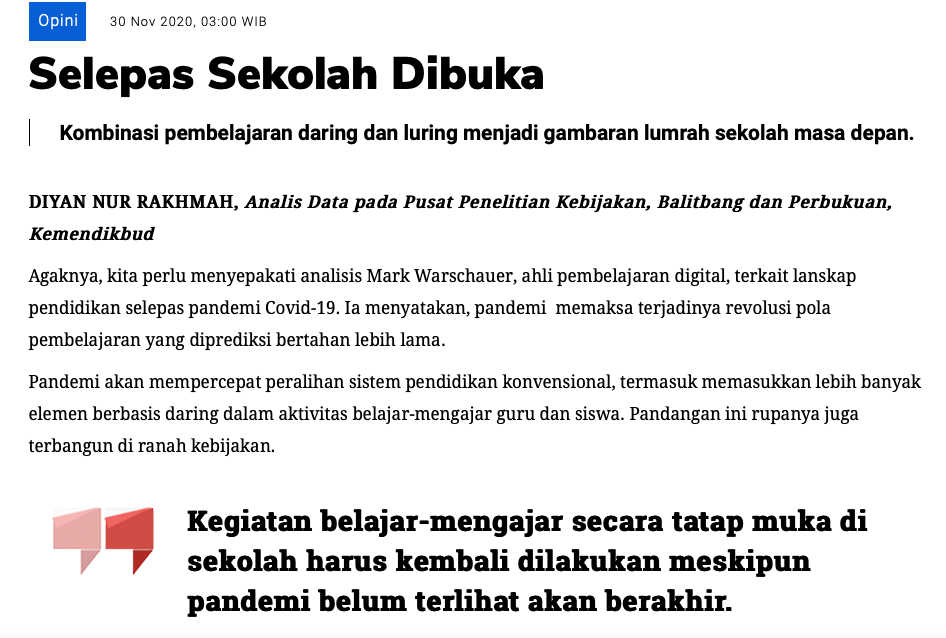 Opini
30 Nov 2020, 03:00 WIB
Selepas Sekolah Dibuka
Kombinasi pembelajaran daring dan luring menjadi gambaran lumrah sekolah masa depan.
DIYAN NUR RAKHMAH, Analis Data pada Pusat Penelitian Kebijakan, Balitbang dan Perbukuan,
Kemendikbud
Agaknya, kita perlu menyepakati analisis Mark Warschauer, ahli pembelajaran digital, terkait lanskap
pendidikan selepas pandemi Covid-19. Ia menyatakan, pandemi  memaksa terjadinya revolusi pola
pembelajaran yang diprediksi bertahan lebih lama.
Pandemi akan mempercepat peralihan sistem pendidikan konvensional, termasuk memasukkan lebih banyak
elemen berbasis daring dalam aktivitas belajar-mengajar guru dan siswa. Pandangan ini rupanya juga
terbangun di ranah kebijakan.
Kegiatan belajar-mengajar secara tatap muka di
sekolah harus kembali dilakukan meskipun
pandemi belum terlihat akan berakhir.